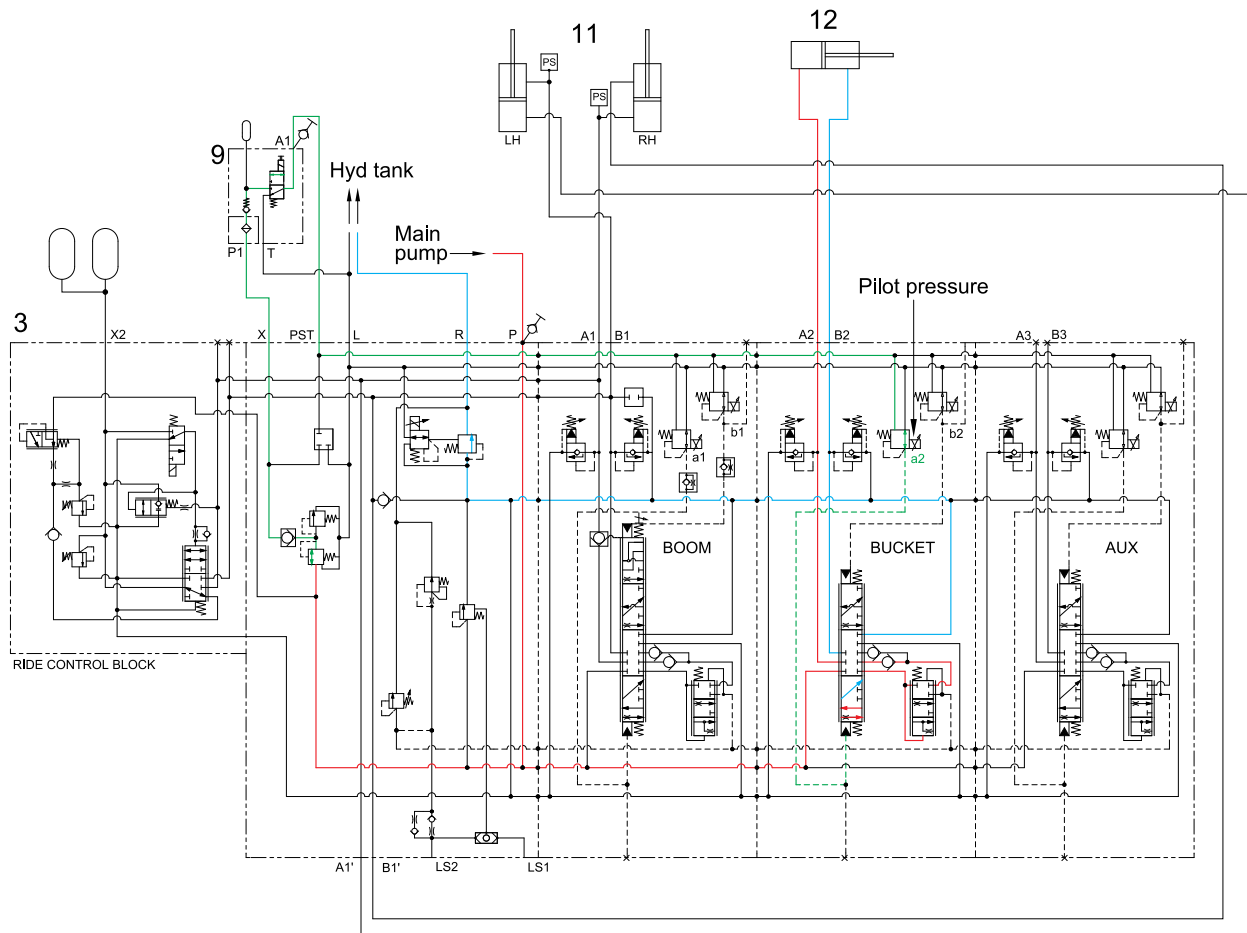 12
11
PS
PS
LH
RH
A1
9
Hyd tank
Main
pump
P1
T
Pilot pressure
3
X2
X
PST
L
R
P
A1
B1
A2
B2
A3
B3
b1
b2
a1
a2
BOOM
BUCKET
AUX
RIDE CONTROL BLOCK
A1'
B1'
LS2
LS1